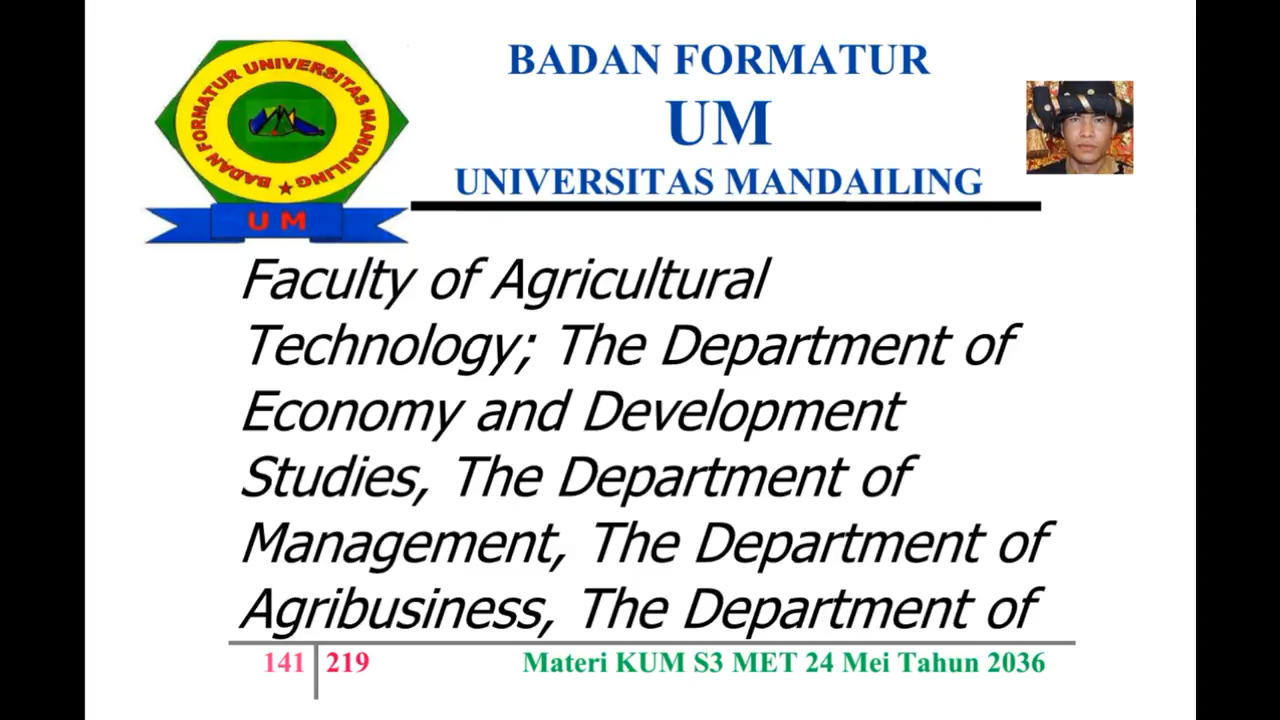 BADAN FORMATUR UNIVERSITAS MANDAILING
U M
BADAN FORMATUR
UM
UNIVERSITAS MANDAILING
Faculty of Agricultural
Technology; The Department of
Economy and Development
Studies, The Department of
Management, The Department of
Agribusiness, The Department of
141 219 Materi KUM S3 MET 24 Mei Tahun 2036